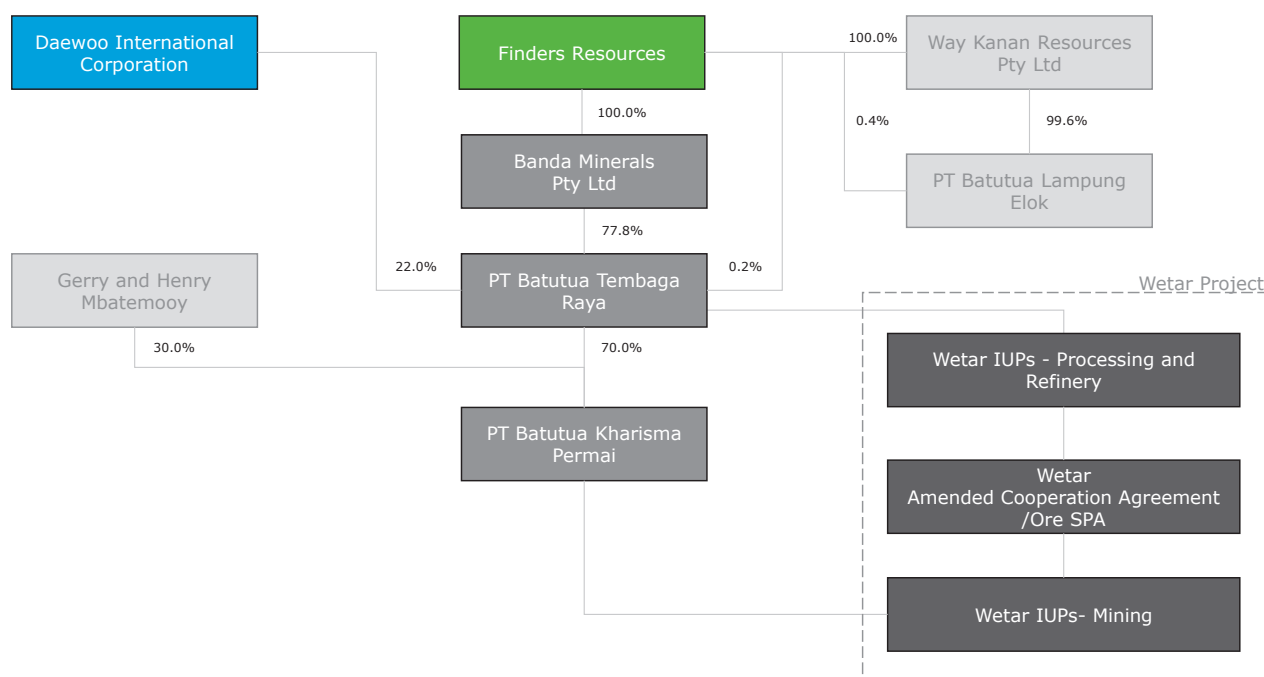 Daewoo International
Corporation
Finders Resources
100.0%
Way Kanan Resources
Pty Ltd
100.0%
0.4%
99.6%
Banda Minerals
Pty Ltd
PT Batutua Lampung
Elok
77.8%
Gerry and Henry
Mbatemooy
22.0%
PT Batutua Tembaga
Raya
0.2%
Wetar Project
30.0%
70.0%
Wetar IUPs - Processing and
Refinery
PT Batutua Kharisma
Permai
Wetar
Amended Cooperation Agreement
/Ore SPA
Wetar IUPs- Mining